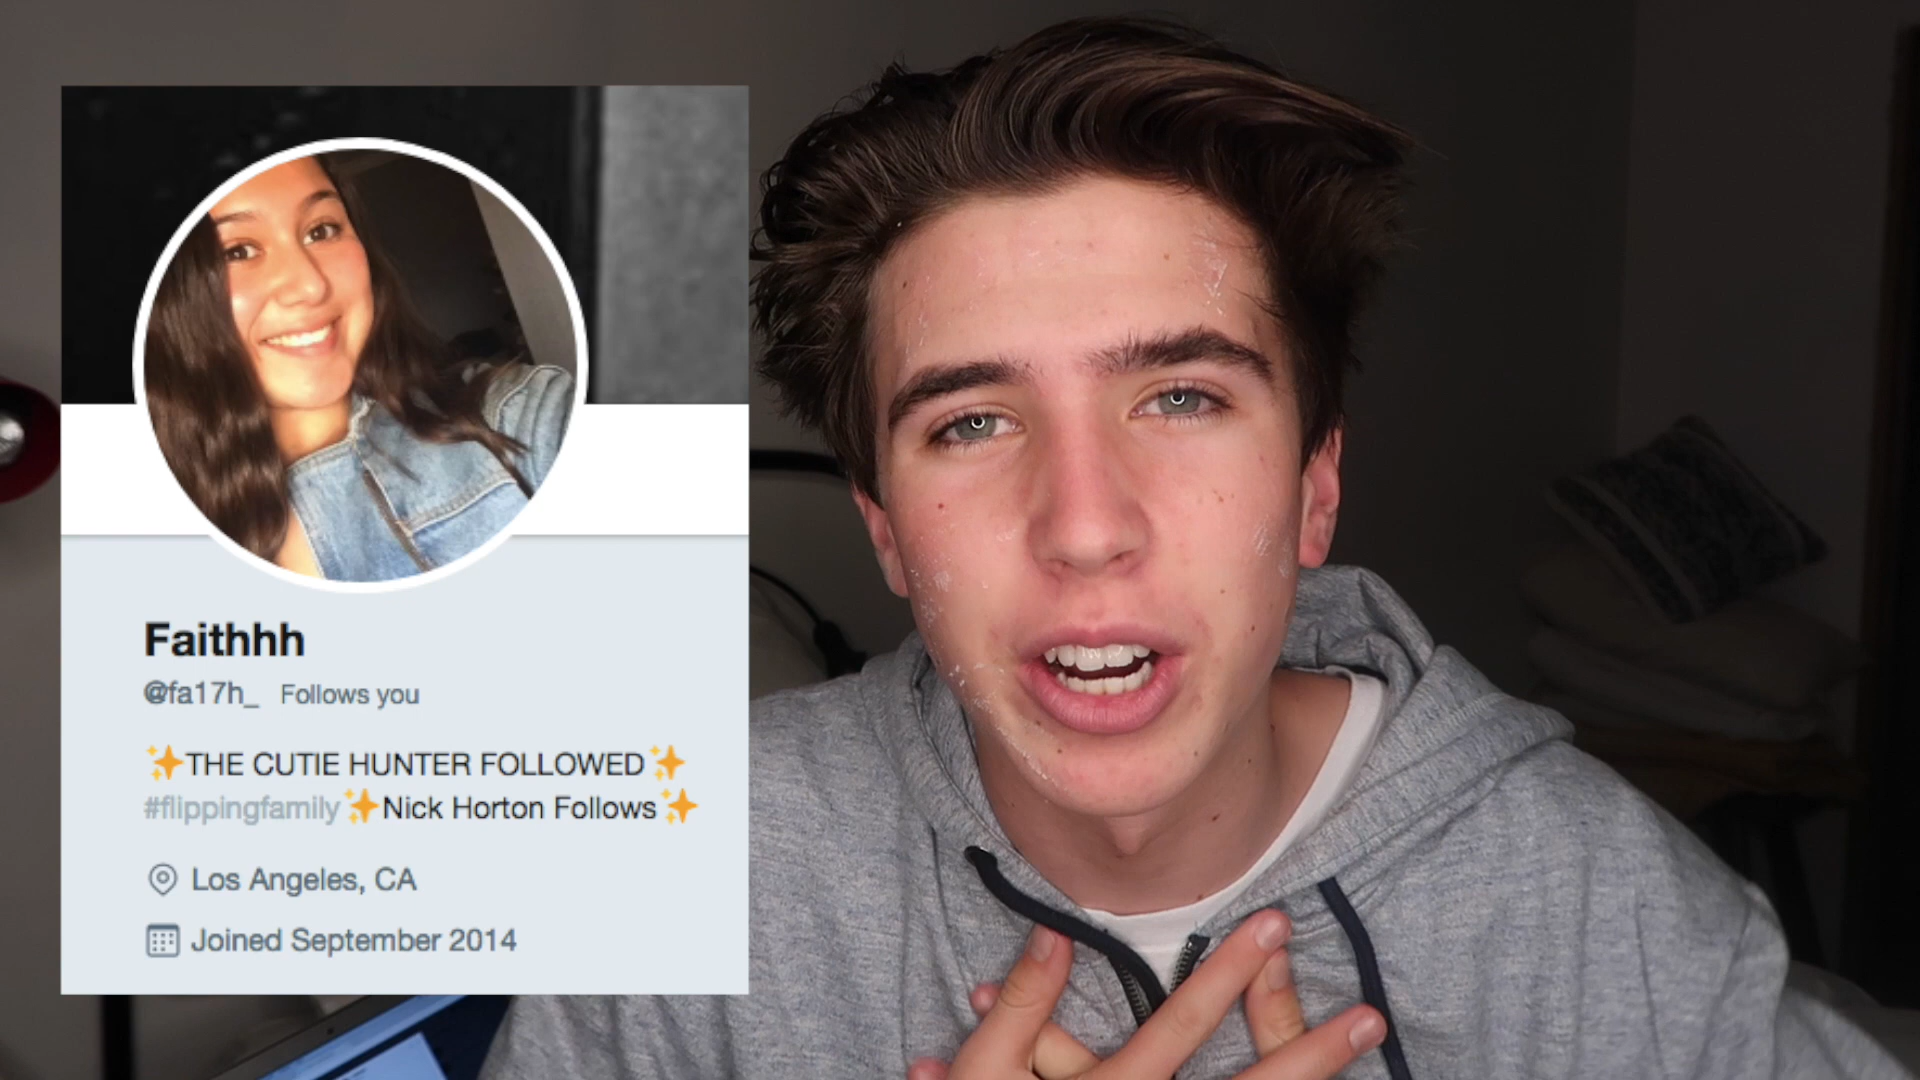 Faithhh
@fa17h_ Follows you
✨THE CUTIE HUNTER FOLLOWED✨
#flippingfamily✨Nick Horton Follows✨
Los Angeles, CA
Joined September 2014